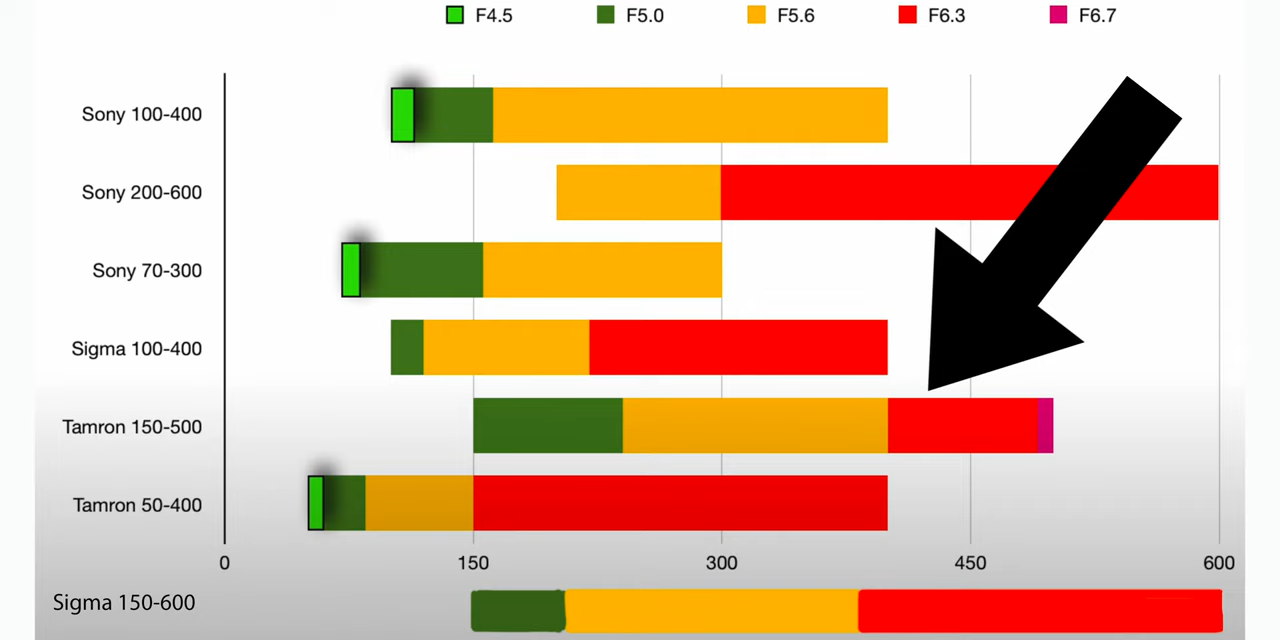 F4.5 F5.0 F5.6 F6.3 F6.7
Sony 100-400
Sony 200-600
Sony 70-300
Sigma 100-400
Tamron 150-500
Tamron 50-400
0 150 300 450 600
Sigma 150-600